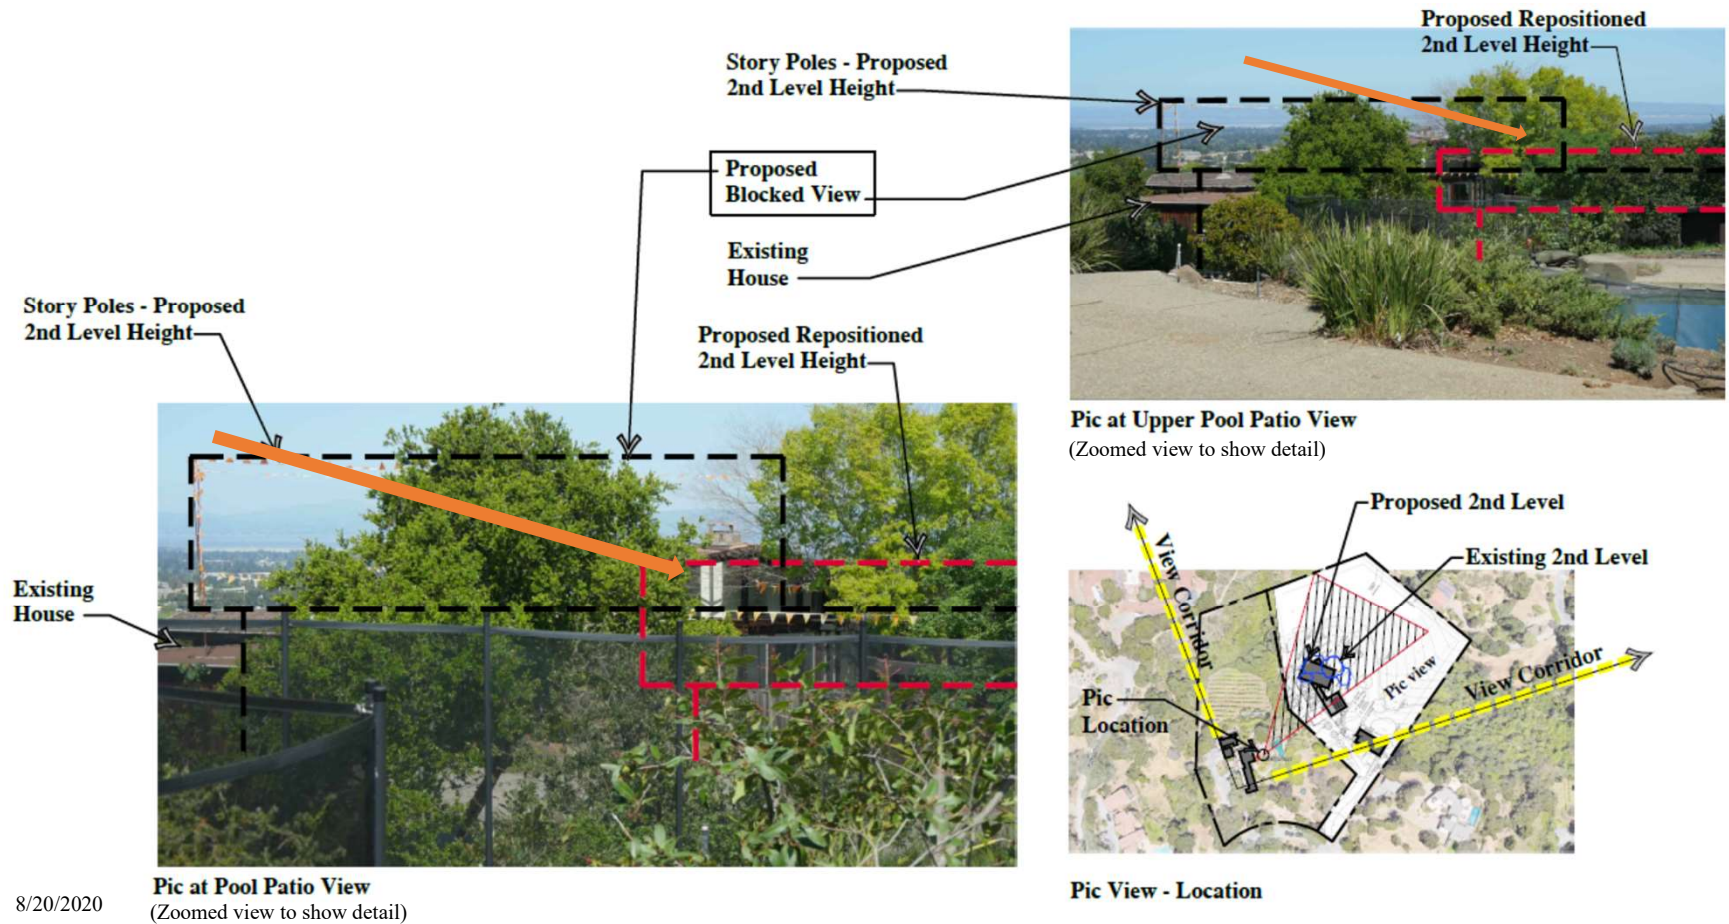 Proposed Repositioned
2nd Level Height
Story Poles - Proposed
2nd Level Height
Proposed
Blocked View
Existing
House
Story Poles - Proposed
2nd Level Height
Proposed Repositioned
2nd Level Height
Existing
House
Pic at Upper Pool Patio View
(Zoomed view to show detail)
Proposed 2nd Level
Existing 2nd Level
View Corridor
Pic view
View Corridor
Pic
Location
Pic at Pool Patio View
(Zoomed view to show detail)
Pic View - Location
8/20/2020